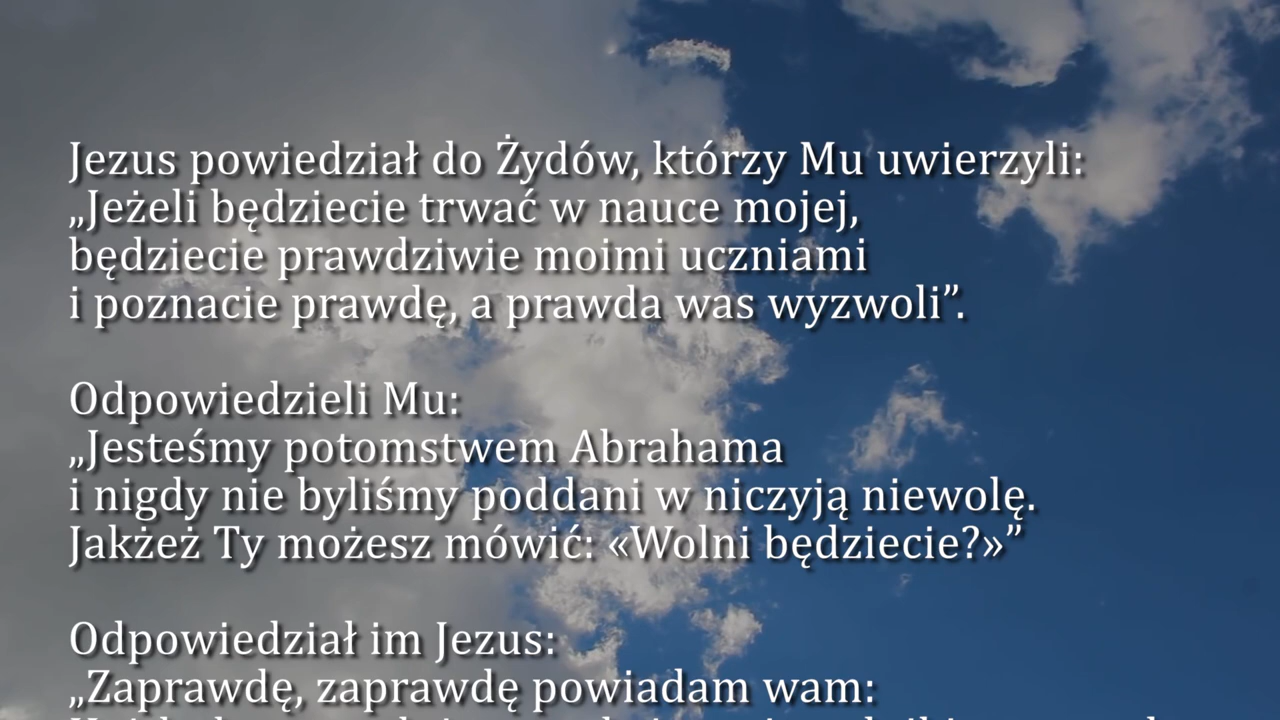 Jezus powiedział do Żydów, którzy Mu uwierzyli:
„Jeżeli będziecie trwać w nauce mojej,
będziecie prawdziwie moimi uczniami
i poznacie prawdę, a prawda was wyzwoli”.
Odpowiedzieli Mu:
„Jesteśmy potomstwem Abrahama
i nigdy nie byliśmy poddani w niczyją niewolę.
Jakżeż Ty możesz mówić: «Wolni będziecie?»”
Odpowiedział im Jezus:
„Zaprawdę, zaprawdę powiadam wam: